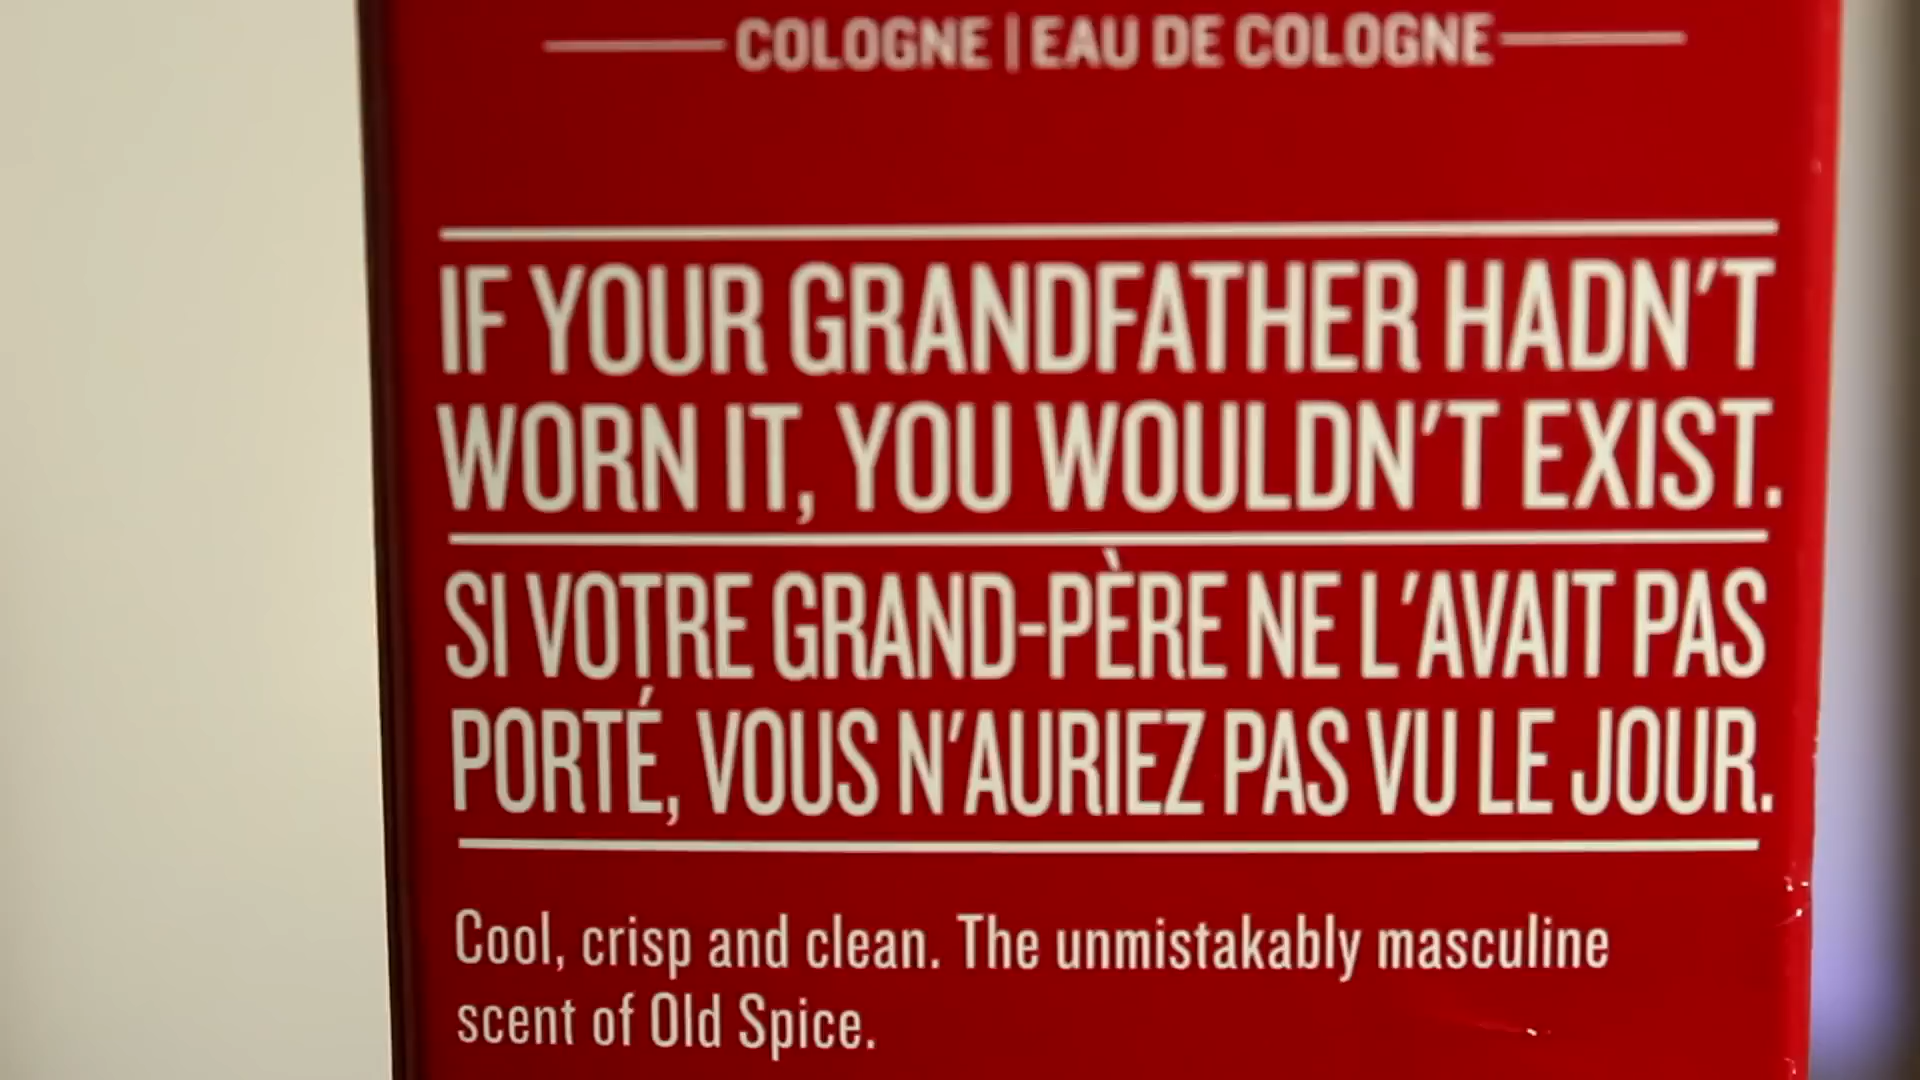 COLOGNE | EAU DE COLOGNE
IF YOUR GRANDFATHER HADN'T
WORN IT, YOU WOULDN'T EXIST.
SI VOTRE GRAND-PÈRE NE L'AVAIT PAS
PORTÉ, VOUS N'AURIEZ PAS VU LE JOUR.
Cool, crisp and clean. The unmistakably masculine
scent of Old Spice.